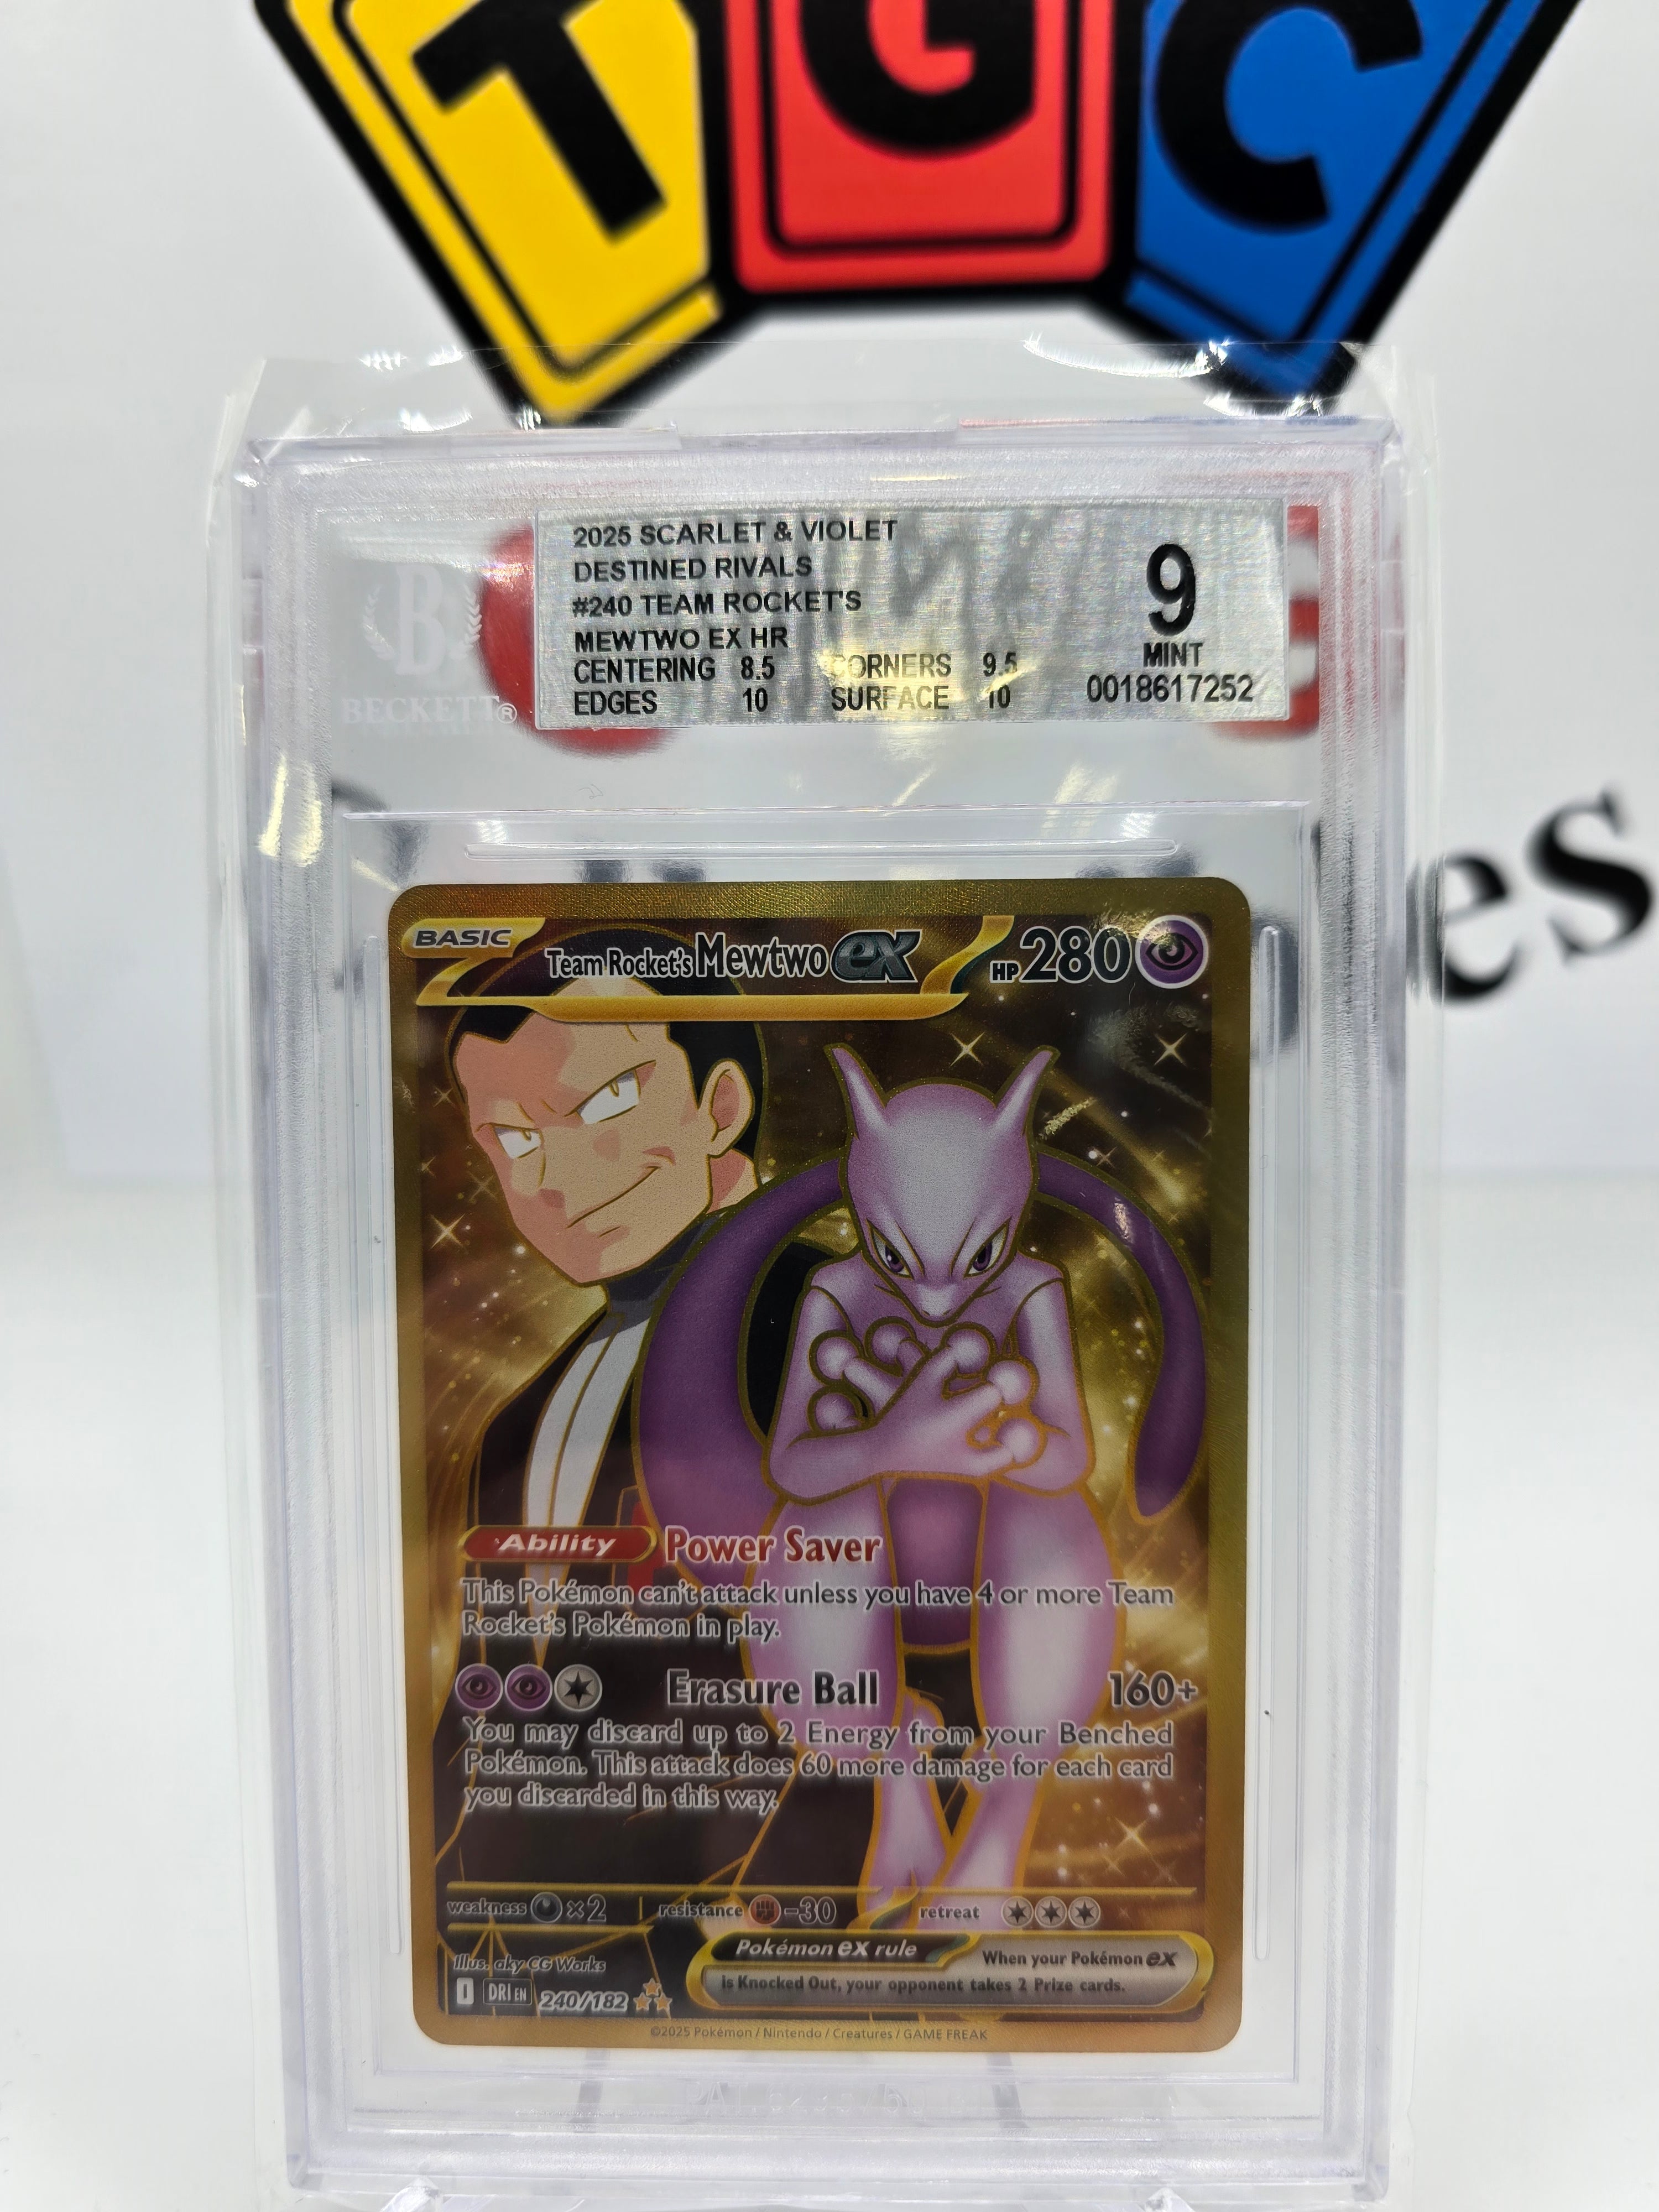 TGC
es
2025 SCARLET & VIOLET
DESTINED RIVALS
#240 TEAM ROCKET'S
MEWTWO EX HR
CENTERING 8.5 CORNERS 9.5
EDGES 10 SURFACE 10
9
MINT
0018617252
B
BECKETT®
BASIC
Team Rocket's Mewtwo ex HP 280
Ability Power Saver
This Pokémon can't attack unless you have 4 or more Team
Rocket's Pokémon in play.
Erasure Ball 160+
You may discard up to 2 Energy from your Benched
Pokémon. This attack does 60 more damage for each card
you discarded in this way.
weakness ×2 resistance -30 retreat
Illus. aky CG Works
I DRI EN 240/182
Pokémon ex rule
When your Pokémon ex
is Knocked Out, your opponent takes 2 Prize cards.
©2025 Pokémon / Nintendo / Creatures / GAME FREAK